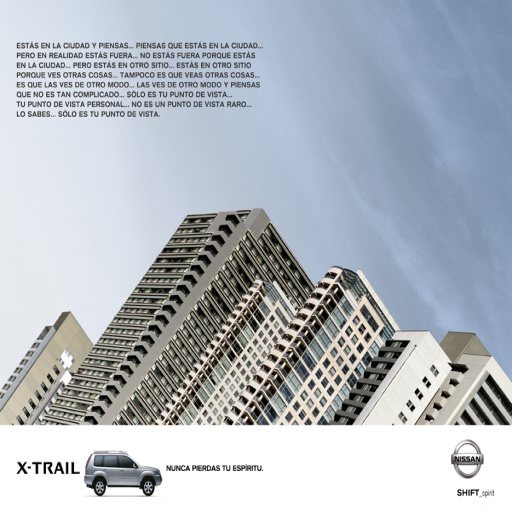 ESTÁS EN LA CIUDAD Y PIENSAS... PIENSAS QUE ESTÁS EN LA CIUDAD...
PERO EN REALIDAD ESTÁS FUERA... NO ESTÁS FUERA PORQUE ESTÁS
EN LA CIUDAD... PERO ESTÁS EN OTRO SITIO... ESTÁS EN OTRO SITIO
PORQUE VES OTRAS COSAS... TAMPOCO ES QUE VEAS OTRAS COSAS...
ES QUE LAS VES DE OTRO MODO... LAS VES DE OTRO MODO Y PIENSAS
QUE NO ES TAN COMPLICADO... SÓLO ES TU PUNTO DE VISTA...
TU PUNTO DE VISTA PERSONAL... NO ES UN PUNTO DE VISTA RARO...
LO SABES... SÓLO ES TU PUNTO DE VISTA.
X-TRAIL
NUNCA PIERDAS TU ESPÍRITU.
NISSAN
SHIFT_spirit